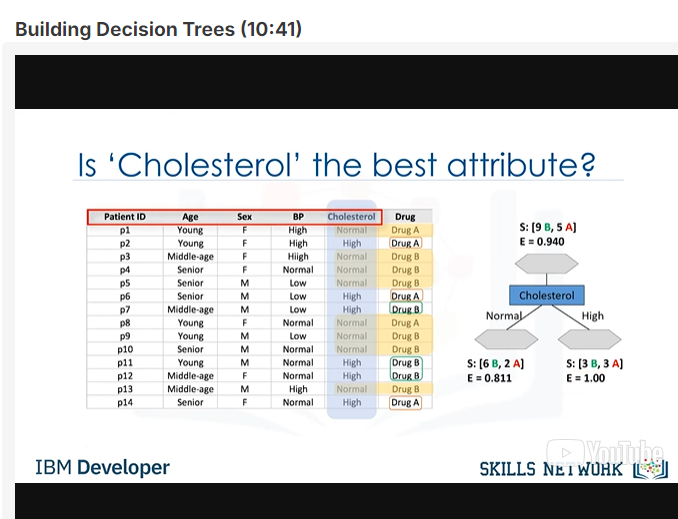 Building Decision Trees (10:41)
Is ‘Cholesterol’ the best attribute?
Patient ID Age Sex BP Cholesterol Drug
p1 Young F High Normal Drug A
p2 Young F High High Drug A
p3 Middle-age F Hiigh Normal Drug B
p4 Senior F Normal Normal Drug B
p5 Senior M Low Normal Drug B
p6 Senior M Low High Drug A
p7 Middle-age M Low High Drug B
p8 Young F Normal Normal Drug A
p9 Young M Low Normal Drug B
p10 Senior M Normal Normal Drug B
p11 Young M Normal High Drug B
p12 Middle-age F Normal High Drug B
p13 Middle-age M High Normal Drug B
p14 Senior F Normal High Drug A
S: [9 B, 5 A]
E = 0.940
Cholesterol
Normal High
S: [6 B, 2 A] S: [3 B, 3 A]
E = 0.811 E = 1.00
IBM Developer
SKILLS NETWORK
YouTube